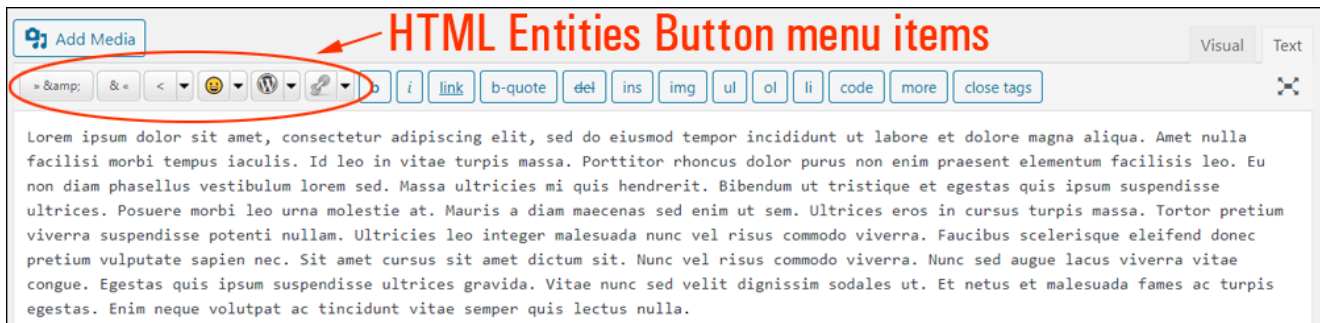 Add Media
HTML Entities Button menu items
Visual Text
» &amp; & « < b i link b-quote del ins img ul ol li code more close tags
Lorem ipsum dolor sit amet, consectetur adipiscing elit, sed do eiusmod tempor incididunt ut labore et dolore magna aliqua. Amet nulla
facilisi morbi tempus iaculis. Id leo in vitae turpis massa. Porttitor rhoncus dolor purus non enim praesent elementum facilisis leo. Eu
non diam phasellus vestibulum lorem sed. Massa ultricies mi quis hendrerit. Bibendum ut tristique et egestas quis ipsum suspendisse
ultrices. Posuere morbi leo urna molestie at. Mauris a diam maecenas sed enim ut sem. Ultrices eros in cursus turpis massa. Tortor pretium
viverra suspendisse potenti nullam. Ultricies leo integer malesuada nunc vel risus commodo viverra. Faucibus scelerisque eleifend donec
pretium vulputate sapien nec. Sit amet cursus sit amet dictum sit. Nunc vel risus commodo viverra. Nunc sed augue lacus viverra vitae
congue. Egestas quis ipsum suspendisse ultrices gravida. Vitae nunc sed velit dignissim sodales ut. Et netus et malesuada fames ac turpis
egestas. Enim neque volutpat ac tincidunt vitae semper quis lectus nulla.